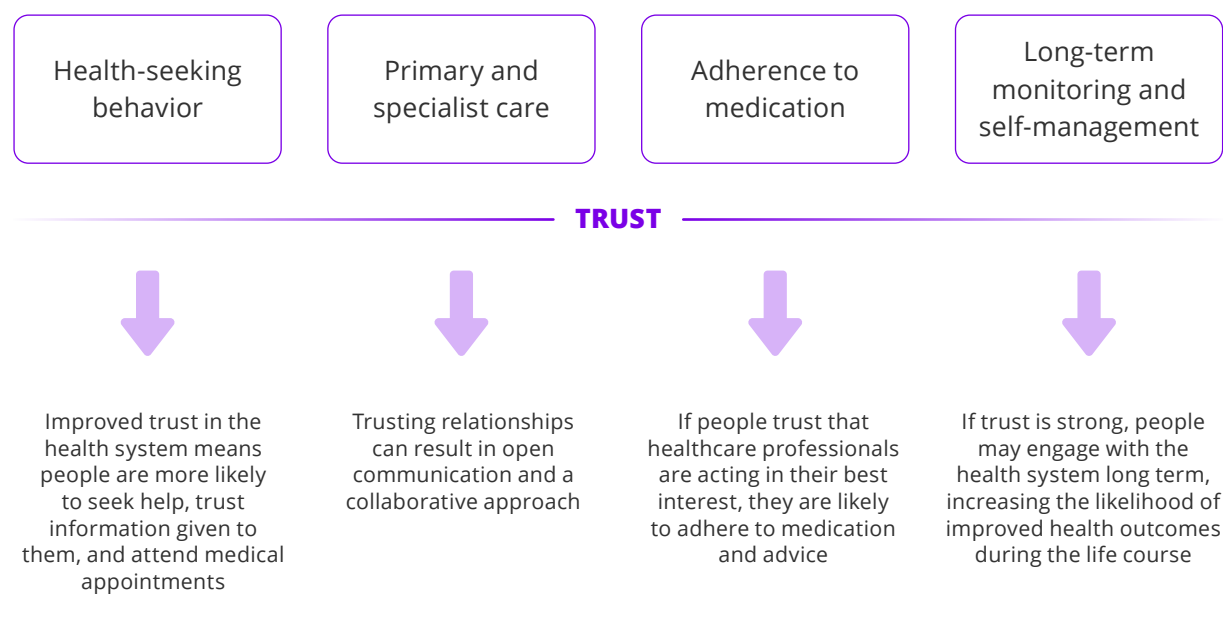 Health-seeking
behavior
Primary and
specialist care
Adherence to
medication
Long-term
monitoring and
self-management
TRUST
Improved trust in the
health system means
people are more likely
to seek help, trust
information given to
them, and attend medical
appointments
Trusting relationships
can result in open
communication and a
collaborative approach
If people trust that
healthcare professionals
are acting in their best
interest, they are likely
to adhere to medication
and advice
If trust is strong, people
may engage with the
health system long term,
increasing the likelihood of
improved health outcomes
during the life course